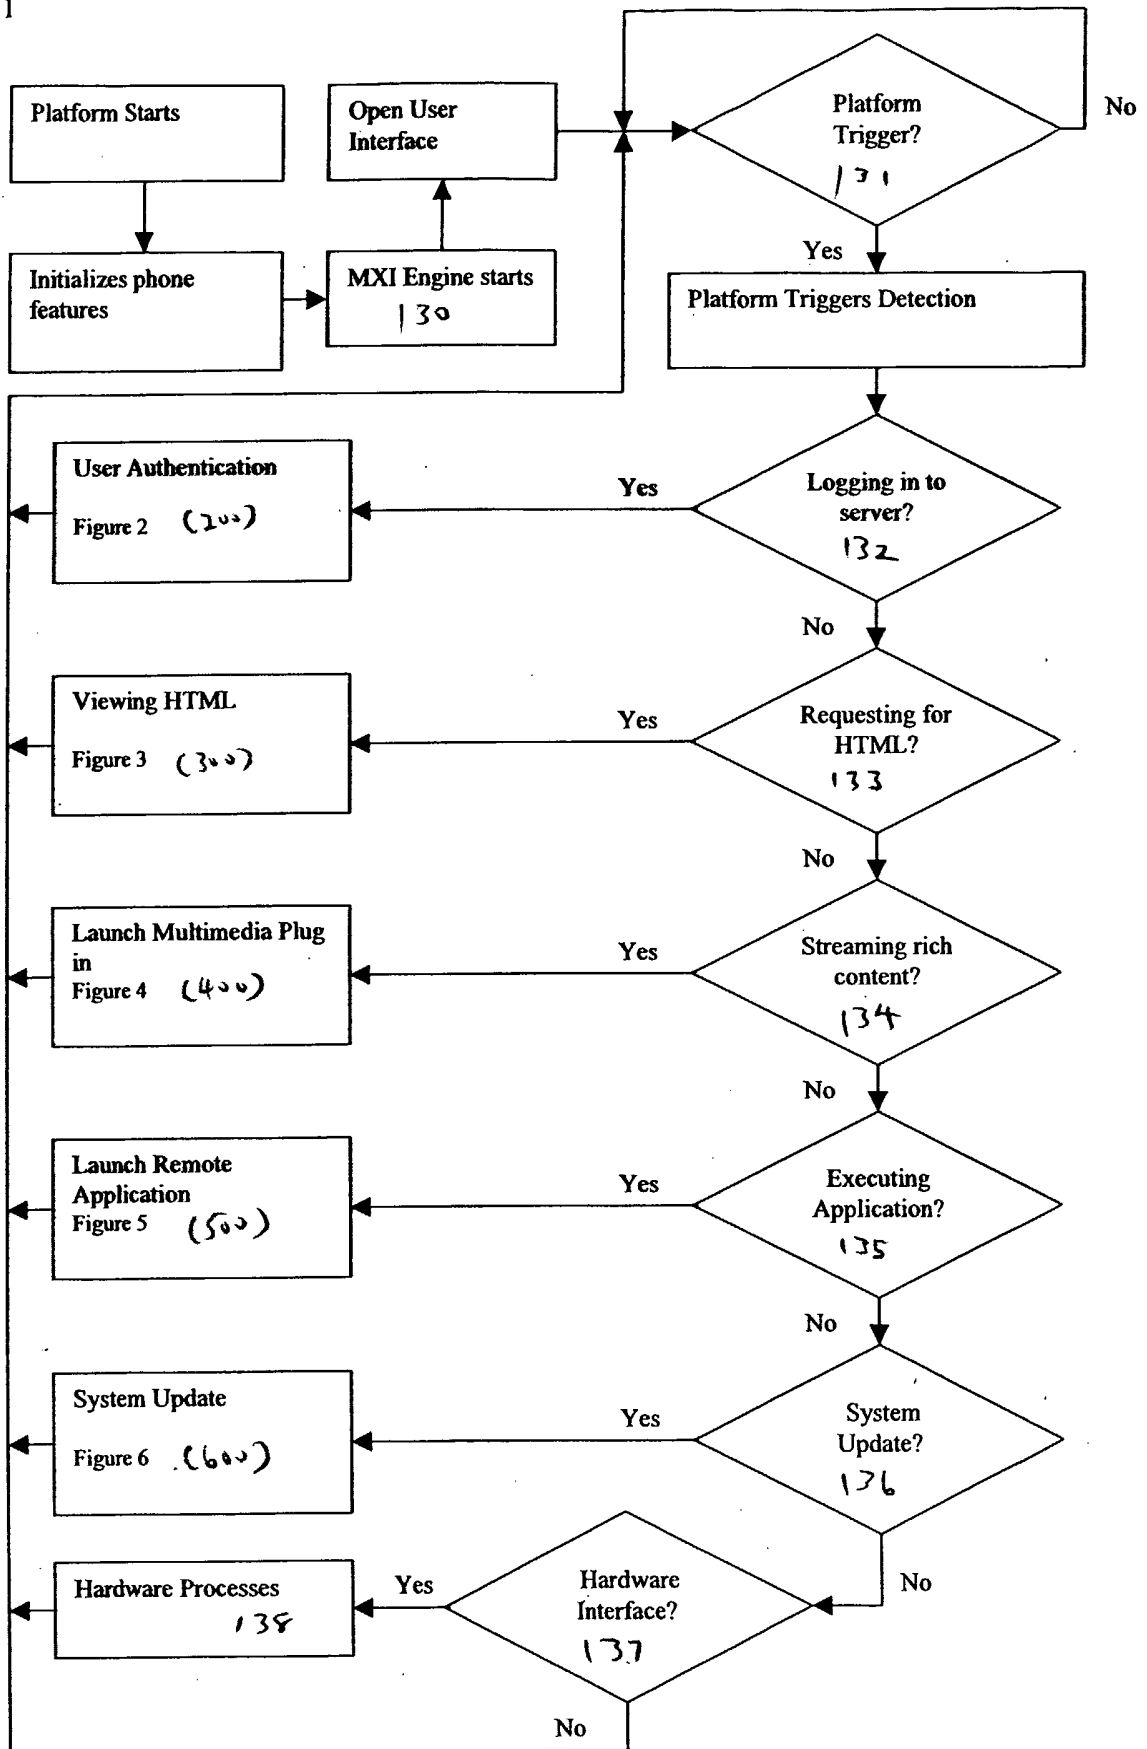 1
Platform Starts
Open User
Interface
Platform
Trigger?
131
No
Yes
Initializes phone
features
MXI Engine starts
130
Platform Triggers Detection
User Authentication
Figure 2 (200)
Yes
Logging in to
server?
132
No
Viewing HTML
Figure 3 (300)
Yes
Requesting for
HTML?
133
No
Launch Multimedia Plug
in
Figure 4 (400)
Yes
Streaming rich
content?
134
No
Launch Remote
Application
Figure 5 (500)
Yes
Executing
Application?
135
No
System Update
Figure 6 (600)
Yes
System
Update?
136
No
Hardware Processes
138
Yes
Hardware
Interface?
137
No